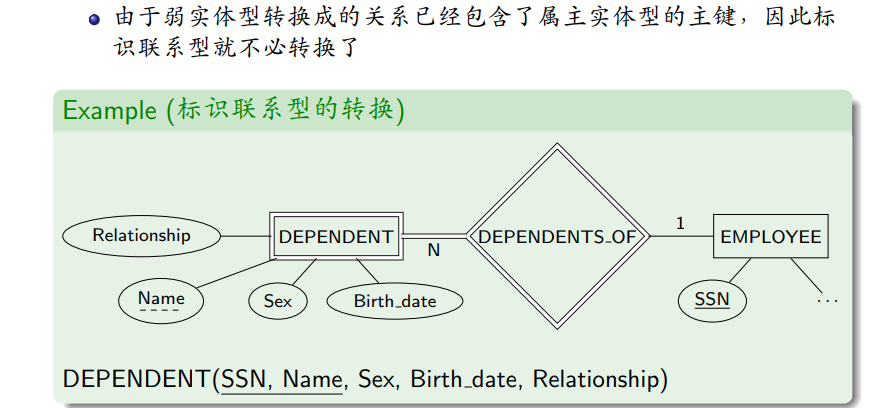 由于弱实体型转换成的关系已经包含了属主实体型的主键，因此标
识联系型就不必转换了
Example (标识联系型的转换)
Relationship
DEPENDENT
N
DEPENDENTS_OF
1
EMPLOYEE
Name
Sex
Birth_date
SSN
...
DEPENDENT(SSN, Name, Sex, Birth_date, Relationship)